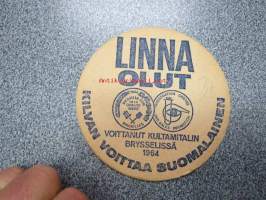 LINNA
OLUT
VOITTANUT KULTAMITALIN
BRYSSELISSÄ
1964
KILVAN VOITTAA SUOMALAINEN